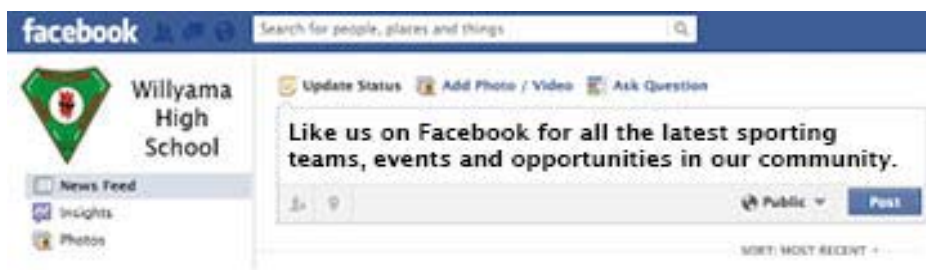 facebook
Search for people, places and things
Willyama
High
School
Update Status Add Photo / Video Ask Question
Like us on Facebook for all the latest sporting
teams, events and opportunities in our community.
News Feed
Insights
Photos
Public Post
SORT: MOST RECENT